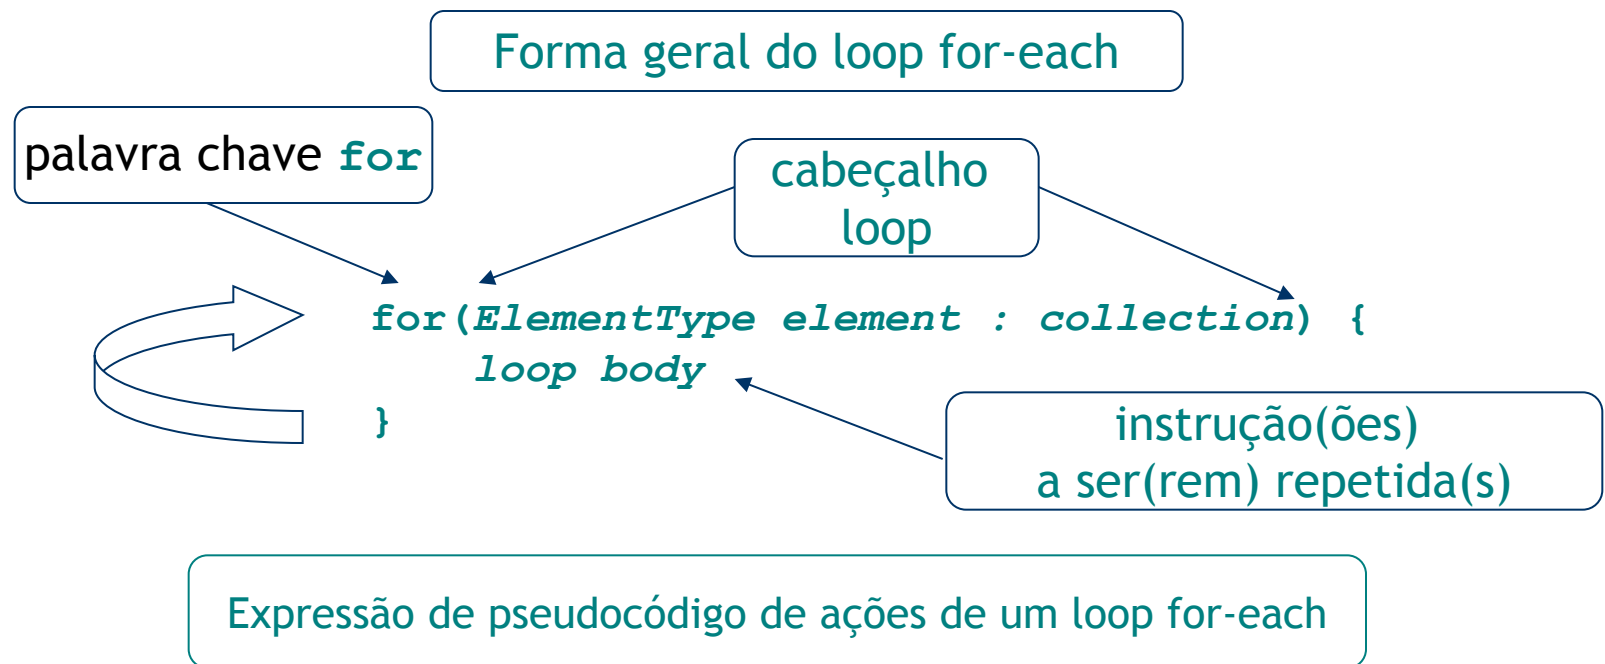 Forma geral do loop for-each
palavra chave for
cabeçalho
loop
for(ElementType element : collection) {
loop body
}
instrução(ões)
a ser(rem) repetida(s)
Expressão de pseudocódigo de ações de um loop for-each